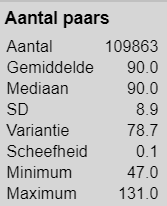 Aantal paars
Aantal 109863
Gemiddelde 90.0
Mediaan 90.0
SD 8.9
Variantie 78.7
Scheefheid 0.1
Minimum 47.0
Maximum 131.0